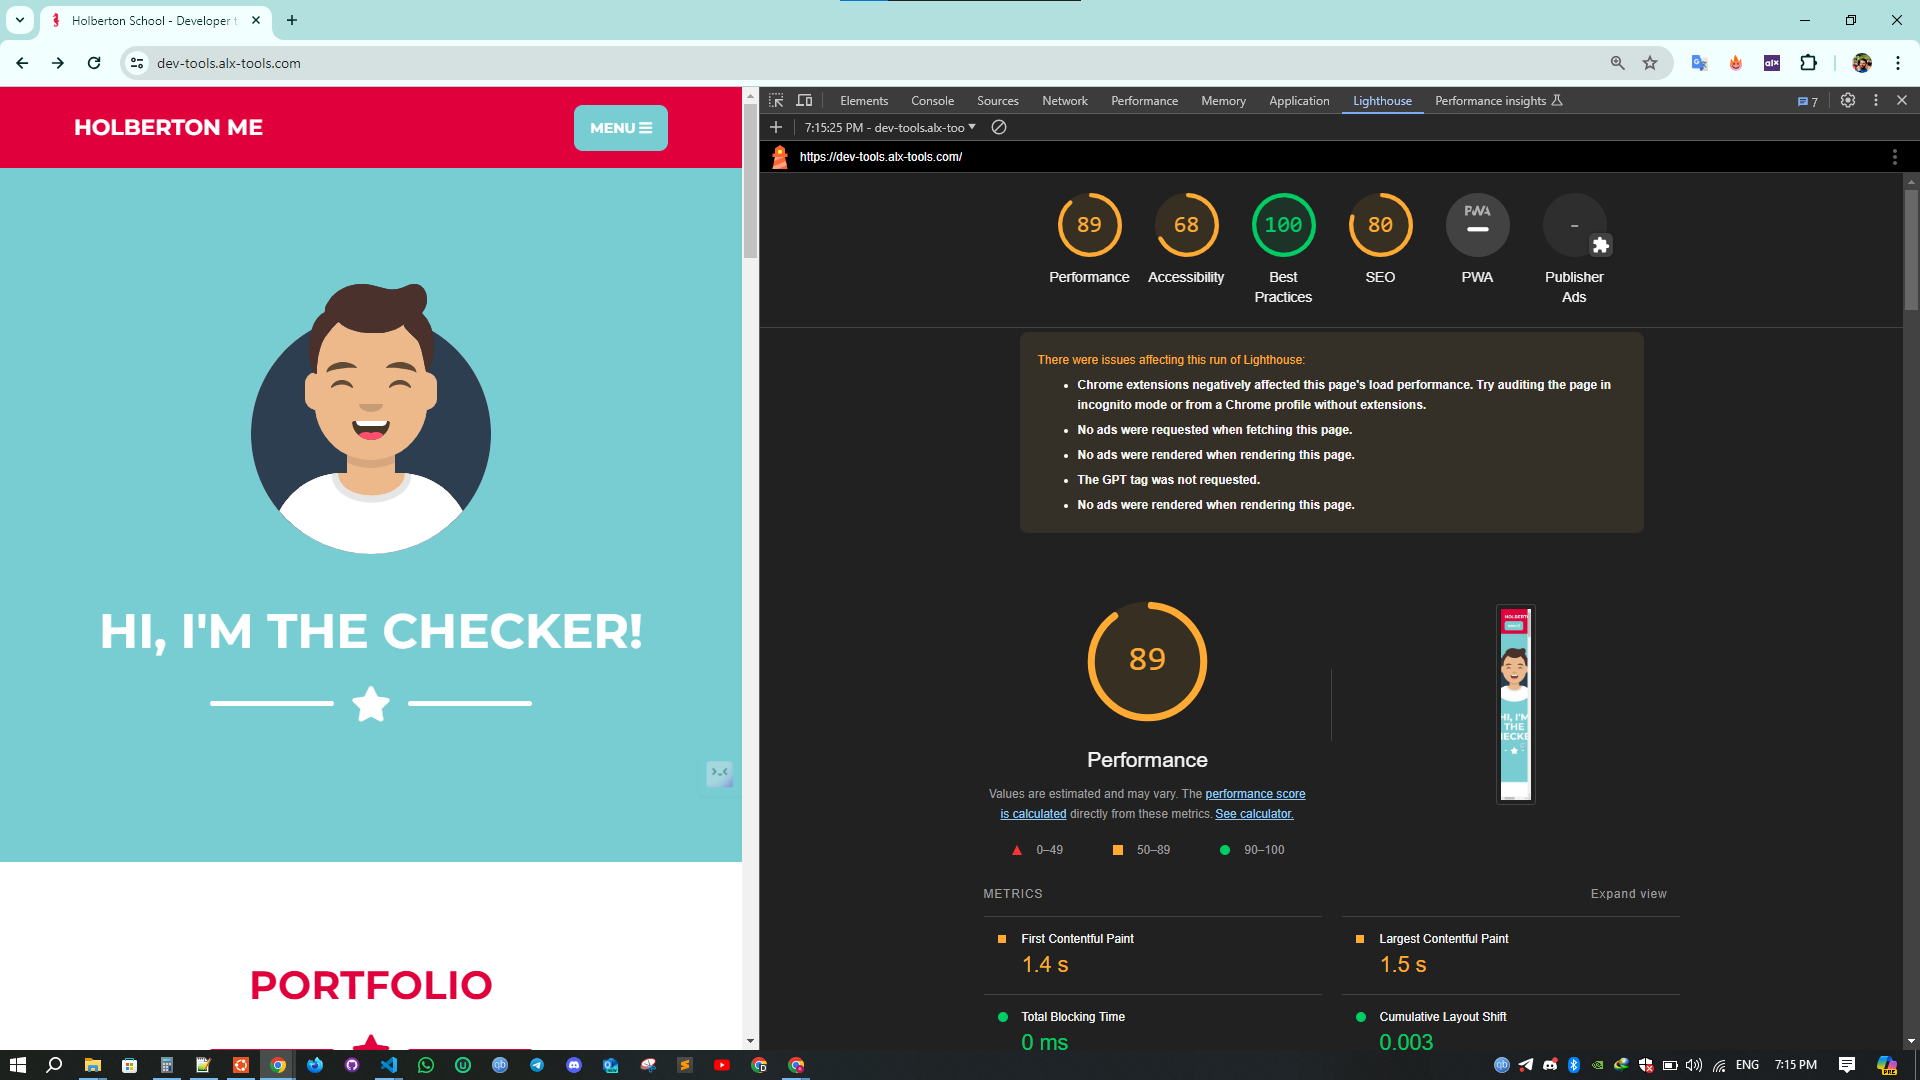 Holberton School - Developer t
dev-tools.alx-tools.com
HOLBERTON ME
MENU
HI, I'M THE CHECKER!
PORTFOLIO
Elements
Console
Sources
Network
Performance
Memory
Application
Lighthouse
Performance insights
7
7:15:25 PM - dev-tools.alx-too
https://dev-tools.alx-tools.com/
89
68
100
80
PWA
-
Performance
Accessibility
Best
Practices
SEO
PWA
Publisher
Ads
There were issues affecting this run of Lighthouse:
Chrome extensions negatively affected this page's load performance. Try auditing the page in
incognito mode or from a Chrome profile without extensions.
No ads were requested when fetching this page.
No ads were rendered when rendering this page.
The GPT tag was not requested.
No ads were rendered when rendering this page.
89
Performance
Values are estimated and may vary. The performance score
is calculated directly from these metrics. See calculator.
0–49
50–89
90–100
HI, I'M
THE
METRICS
Expand view
First Contentful Paint
1.4 s
Largest Contentful Paint
1.5 s
Total Blocking Time
0 ms
Cumulative Layout Shift
0.003
ENG
7:15 PM